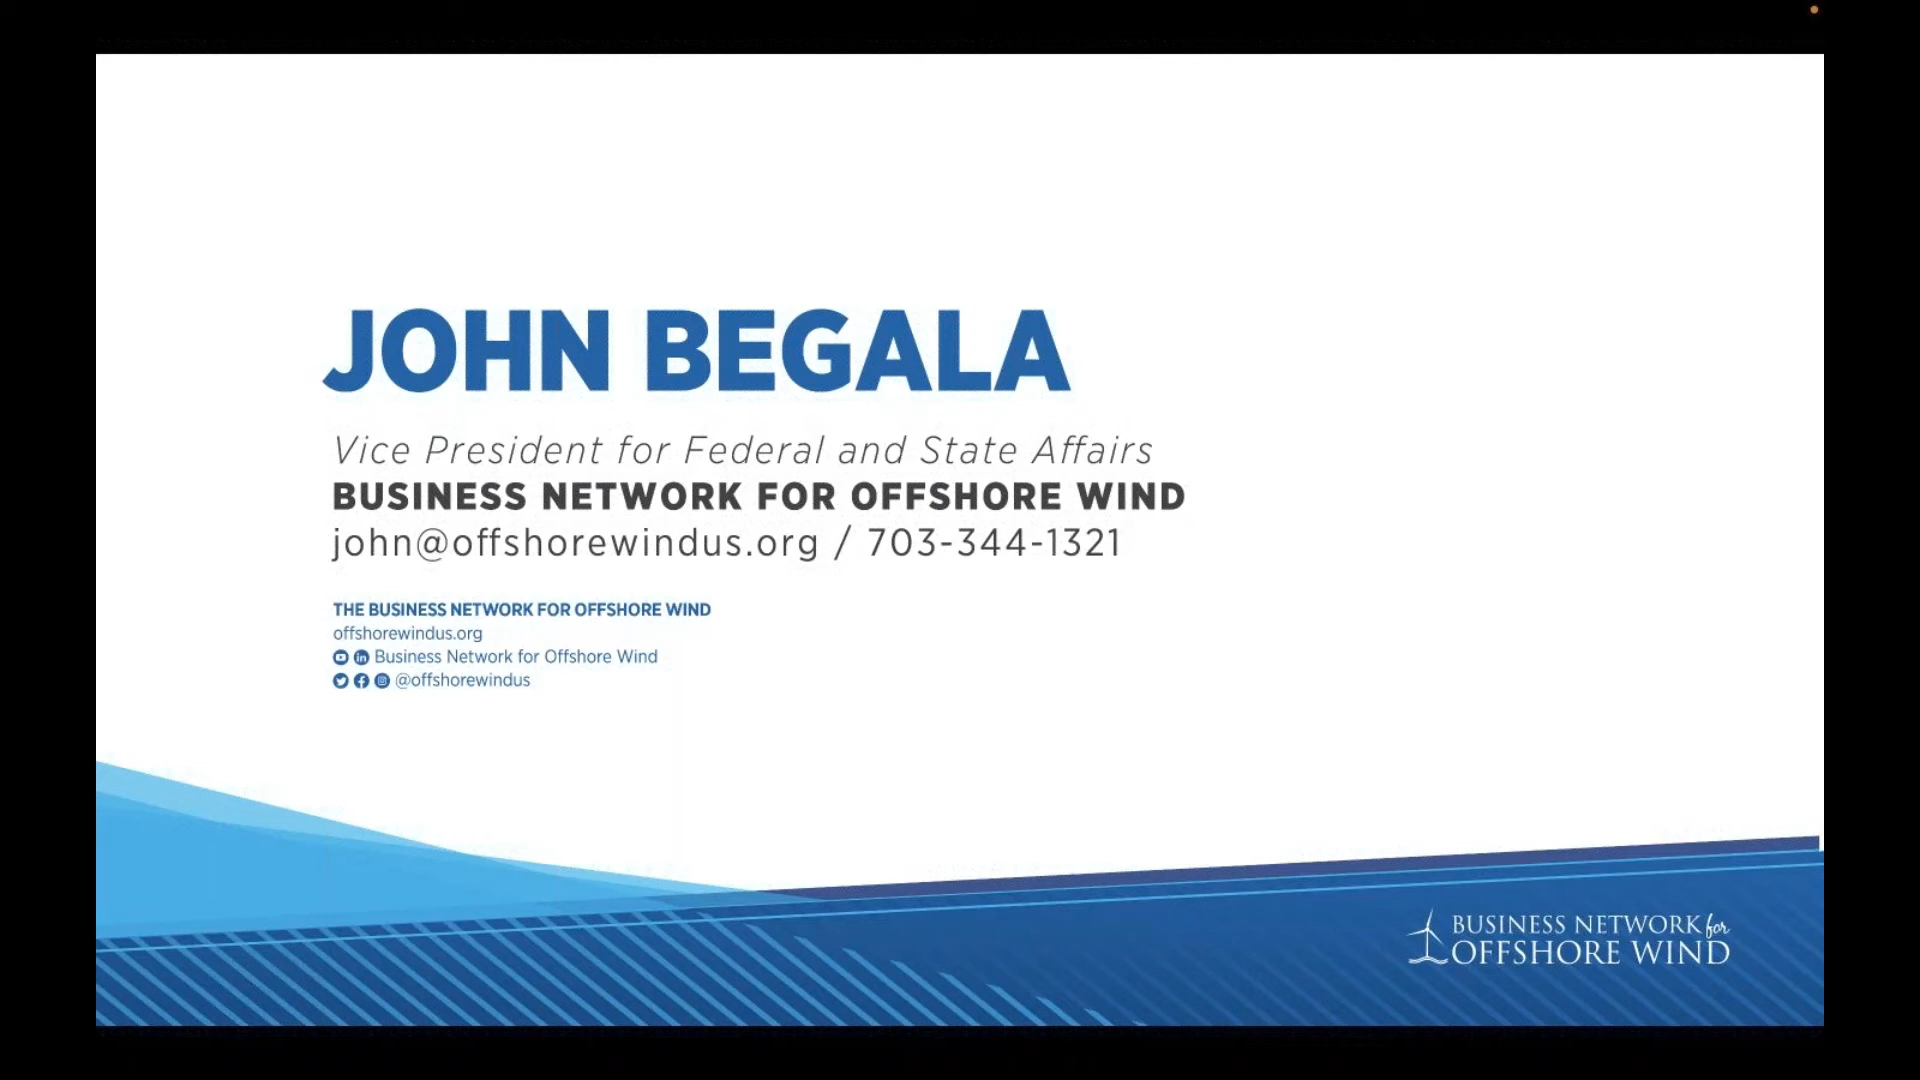 JOHN BEGALA
Vice President for Federal and State Affairs
BUSINESS NETWORK FOR OFFSHORE WIND
john@offshorewindus.org / 703-344-1321
THE BUSINESS NETWORK FOR OFFSHORE WIND
offshorewindus.org
Business Network for Offshore Wind
@offshorewindus
BUSINESS NETWORK for
OFFSHORE WIND